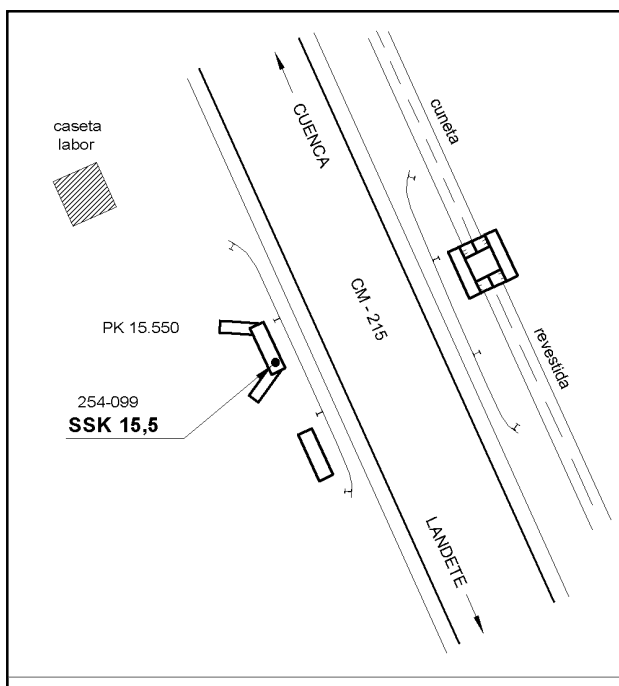 caseta
labor
CUENCA
cuneta
CM - 215
PK 15.550
revestida
254-099
SSK 15,5
LANDETE